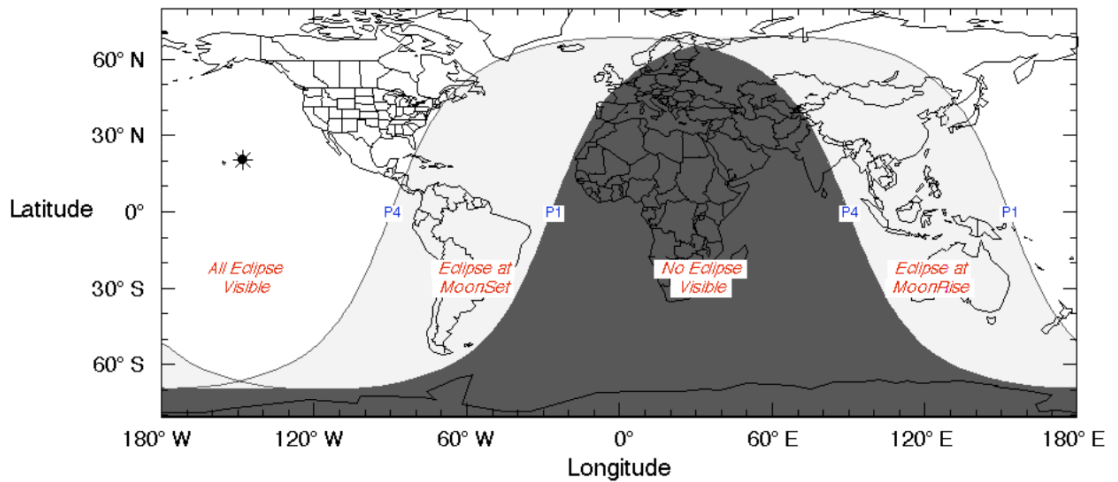 60° N
30° N
Latitude
0°
P4
P1
P4
P1
All Eclipse
Visible
Eclipse at
MoonSet
No Eclipse
Visible
Eclipse at
MoonRise
30° S
60° S
180° W
120° W
60° W
0°
60° E
120° E
180° E
Longitude